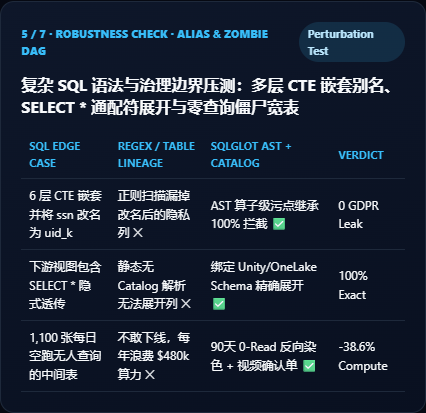 5 / 7 · ROBUSTNESS CHECK · ALIAS & ZOMBIE
DAG
Perturbation
Test
复杂 SQL 语法与治理边界压测：多层 CTE 嵌套别名、
SELECT * 通配符展开与零查询僵尸宽表
SQL EDGE
CASE
REGEX / TABLE
LINEAGE
SQLGLOT AST +
CATALOG
VERDICT
6 层 CTE 嵌套
并将 ssn 改名
为 uid_k
正则扫描漏掉
改名后的隐私
列 ❌
AST 算子级污点继承
100% 拦截 ✅
0 GDPR
Leak
下游视图包含
SELECT * 隐
式透传
静态无
Catalog 解析
无法展开列 ❌
绑定 Unity/OneLake
Schema 精确展开
✅
100%
Exact
1,100 张每日
空跑无人查询
的中间表
不敢下线，每
年浪费 $480k
算力 ❌
90天 0-Read 反向染
色 + 视频确认单 ✅
-38.6%
Compute